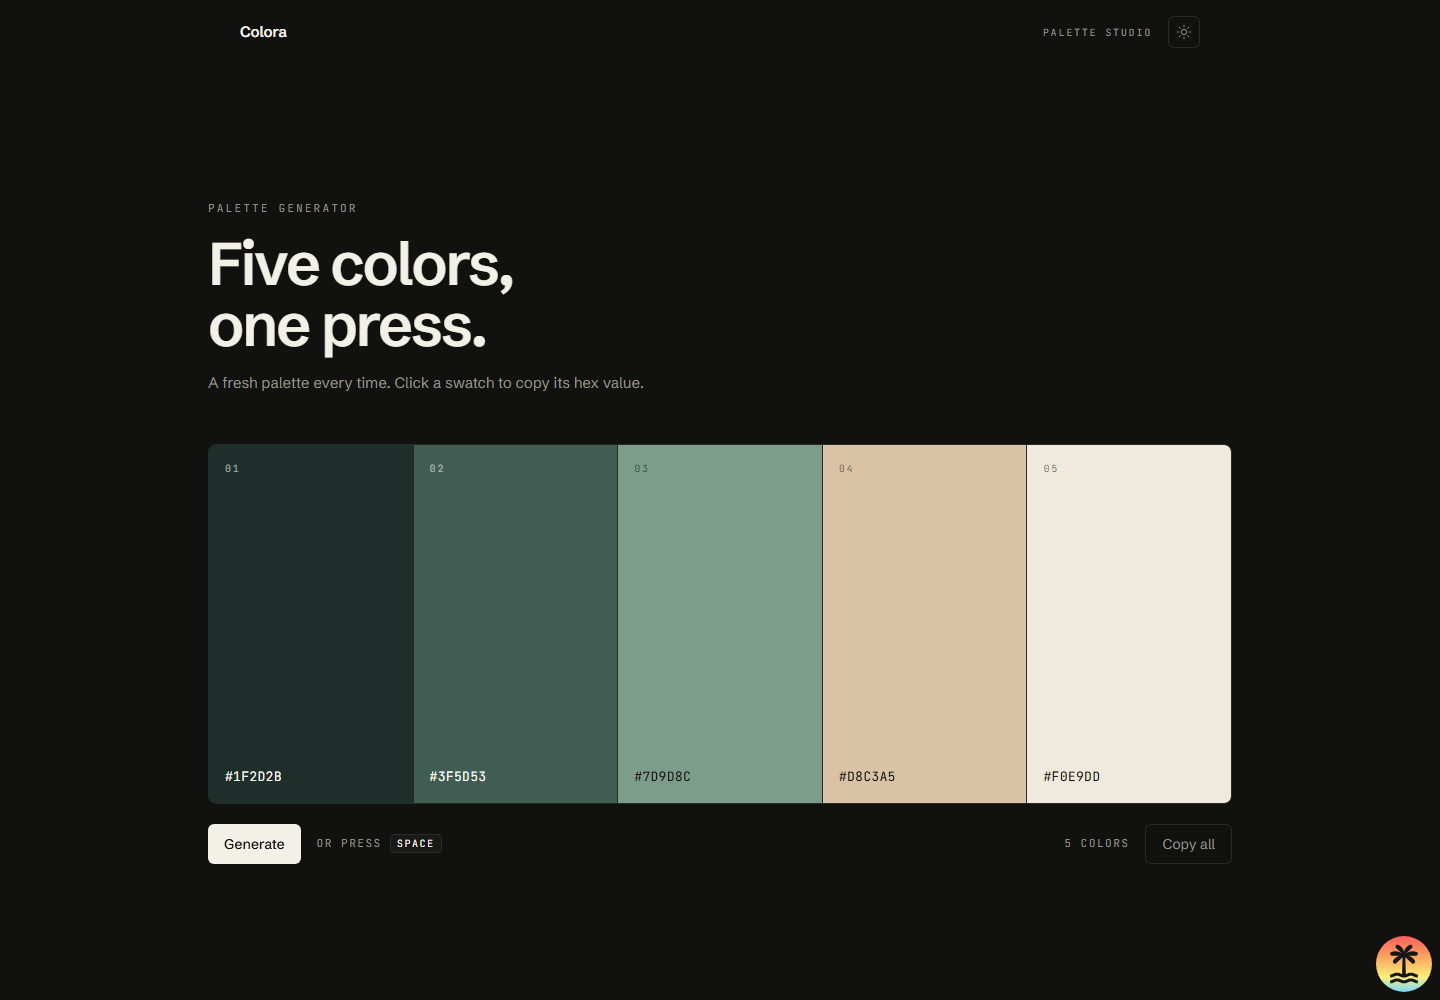 Colora
PALETTE STUDIO
PALETTE GENERATOR
Five colors,
one press.
A fresh palette every time. Click a swatch to copy its hex value.
01
02
03
04
05
#1F2D2B
#3F5D53
#7D9D8C
#D8C3A5
#F0E9DD
Generate
OR PRESS SPACE
5 COLORS
Copy all